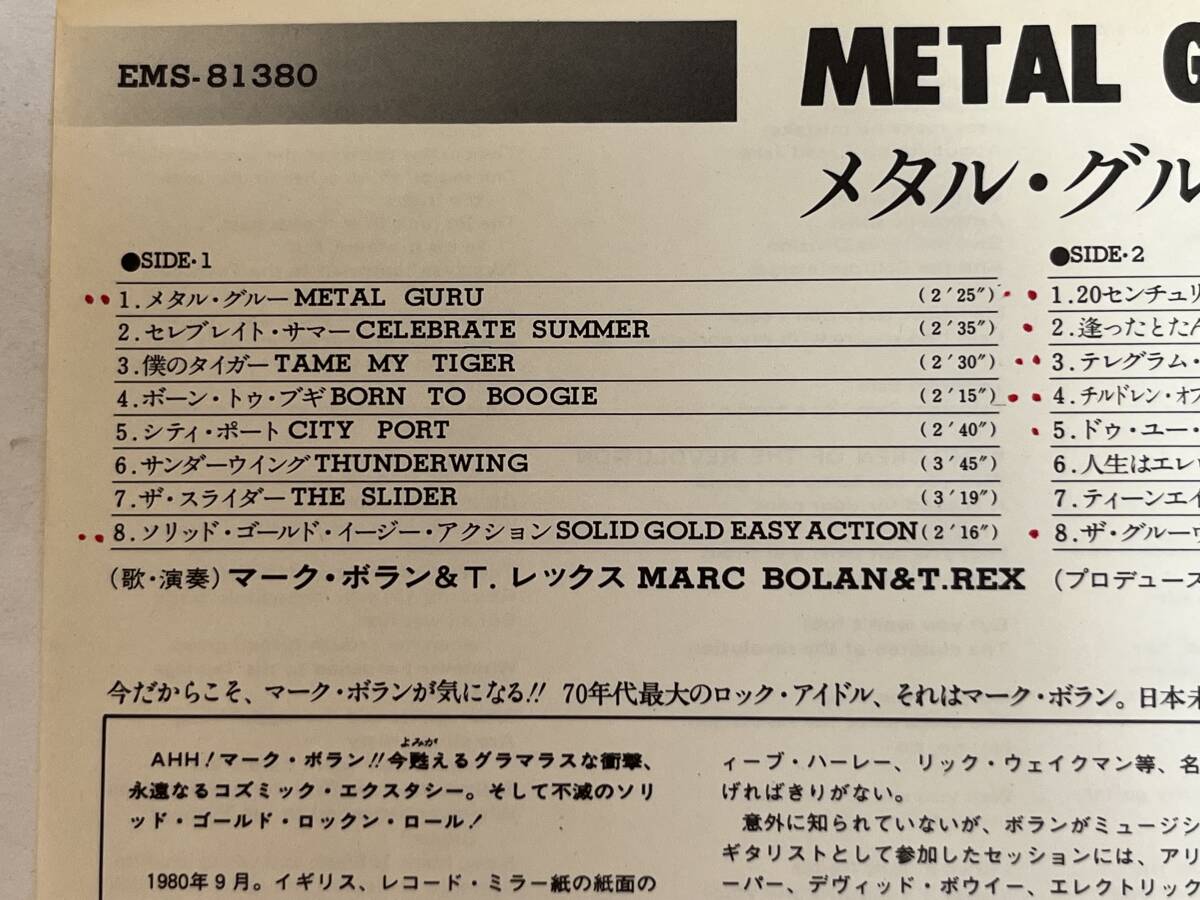 EMS-81380
METAL G
メタル・グル
●SIDE・1
1.メタル・グルー METAL GURU (2′25″)
2.セレブレイト・サマー CELEBRATE SUMMER (2′35″)
3.僕のタイガー TAME MY TIGER (2′30″)
4.ボーン・トゥ・ブギ BORN TO BOOGIE (2′15″)
5.シティ・ポート CITY PORT (2′40″)
6.サンダーウイング THUNDERWING (3′45″)
7.ザ・スライダー THE SLIDER (3′19″)
8.ソリッド・ゴールド・イージー・アクション SOLID GOLD EASY ACTION (2′16″)
(歌・演奏) マーク・ボラン&T. レックス MARC BOLAN&T.REX
●SIDE・2
1.20センチュリ
2.逢ったとたん
3.テレグラム・
4.チルドレン・オブ
5.ドゥ・ユー・
6.人生はエレ
7.ティーンエイ
8.ザ・グルーヴ
(プロデュース
今だからこそ、マーク・ボランが気になる!! 70年代最大のロック・アイドル、それはマーク・ボラン。日本未
AHH!マーク・ボラン!!今甦えるグラマラスな衝撃、
よみが
永遠なるコズミック・エクスタシー。そして不滅のソリ
ッド・ゴールド・ロックン・ロール!
1980年9月。イギリス、レコード・ミラー紙の紙面の
ィーブ・ハーレー、リック・ウェイクマン等、名
げればきりがない。
意外に知られていないが、ボランがミュージシ
ギタリストとして参加したセッションには、アリ
ーパー、デヴィッド・ボウイー、エレクトリック